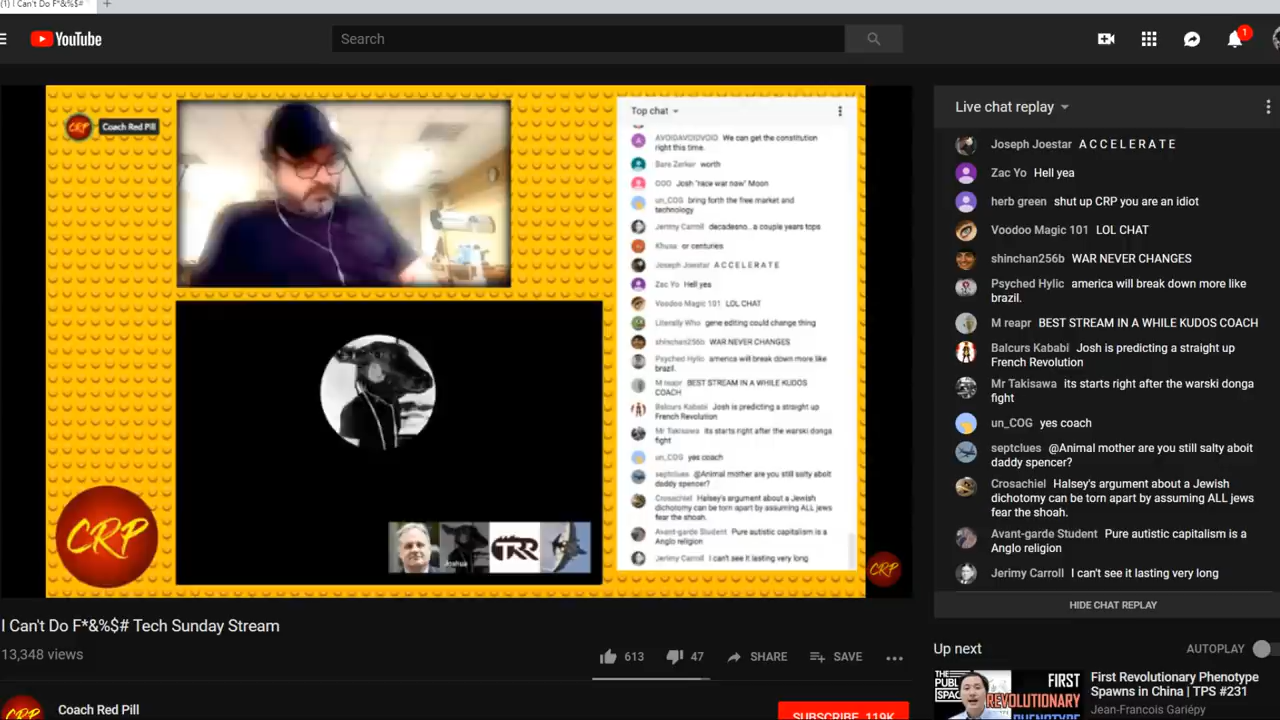 (1) I Can't Do F*&%$#
YouTube
Search
1
CRP
Coach Red Pill
Top chat
AVOIDAVOIDVOID We can get the constitution
right this time.
Bare Zerker worth
OOO Josh "race war now" Moon
un_COG bring forth the free market and
technology
Jerimy Carroll decadesno.. a couple years tops
Khusa or centuries
Joseph Joestar A C C E L E R A T E
Zac Yo Hell yea
Voodoo Magic 101 LOL CHAT
Literally Who gene editing could change thing
shinchan256b WAR NEVER CHANGES
Psyched Hylic america will break down more like
brazil.
M reapr BEST STREAM IN A WHILE KUDOS
COACH
Balcurs Kababi Josh is predicting a straight up
French Revolution
Mr Takisawa its starts right after the warski donga
fight
un_COG yes coach
septclues @Animal mother are you still salty aboit
daddy spencer?
Crosachiel Halsey's argument about a Jewish
dichotomy can be torn apart by assuming ALL jews
fear the shoah.
Avant-garde Student Pure autistic capitalism is a
Anglo religion
Jerimy Carroll I can't see it lasting very long
Joshua
TRR
CRP
CRP
Live chat replay
Joseph Joestar A C C E L E R A T E
Zac Yo Hell yea
herb green shut up PRP you are an idiot
Voodoo Magic 101 LOL CHAT
shinchan256b WAR NEVER CHANGES
Psyched Hylic america will break down more like
brazil.
M reapr BEST STREAM IN A WHILE KUDOS COACH
Balcurs Kababi Josh is predicting a straight up
French Revolution
Mr Takisawa its starts right after the warski donga
fight
un_COG yes coach
septclues @Animal mother are you still salty aboit
daddy spencer?
Crosachiel Halsey's argument about a Jewish
dichotomy can be torn apart by assuming ALL jews
fear the shoah.
Avant-garde Student Pure autistic capitalism is a
Anglo religion
Jerimy Carroll I can't see it lasting very long
HIDE CHAT REPLAY
I Can't Do F*&%$# Tech Sunday Stream
13,348 views
613
47
SHARE
SAVE
Coach Red Pill
SUBSCRIBE 119K
Up next
AUTOPLAY
THE
PUBLIC
SPACE
FIRST
REVOLUTIONARY
PHENOTYPE
First Revolutionary Phenotype
Spawns in China | TPS #231
Jean-Francois Gariépy